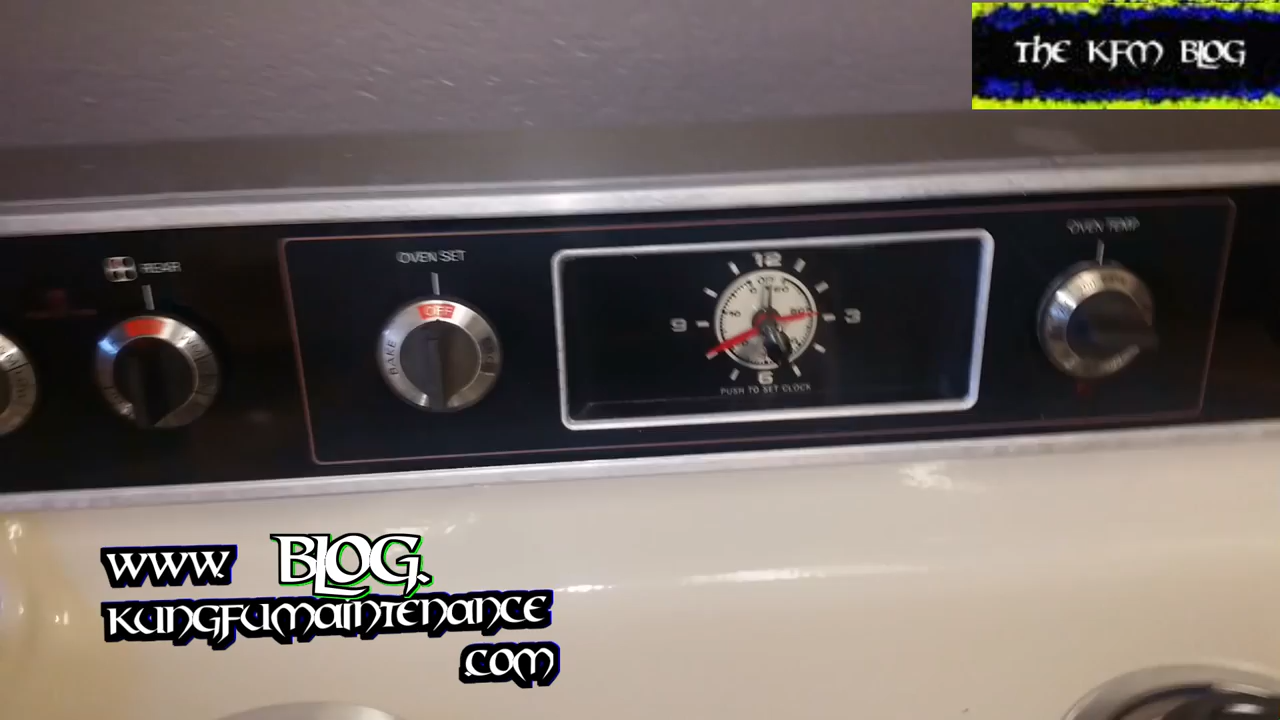 THE KFM BLOG
OVEN SET
OVEN TEMP
REAR
12
OFF
OFF
BAKE
9
3
6
PUSH TO SET CLOCK
WWW. BLOG.
KUNGFUMAINTENANCE
.COM